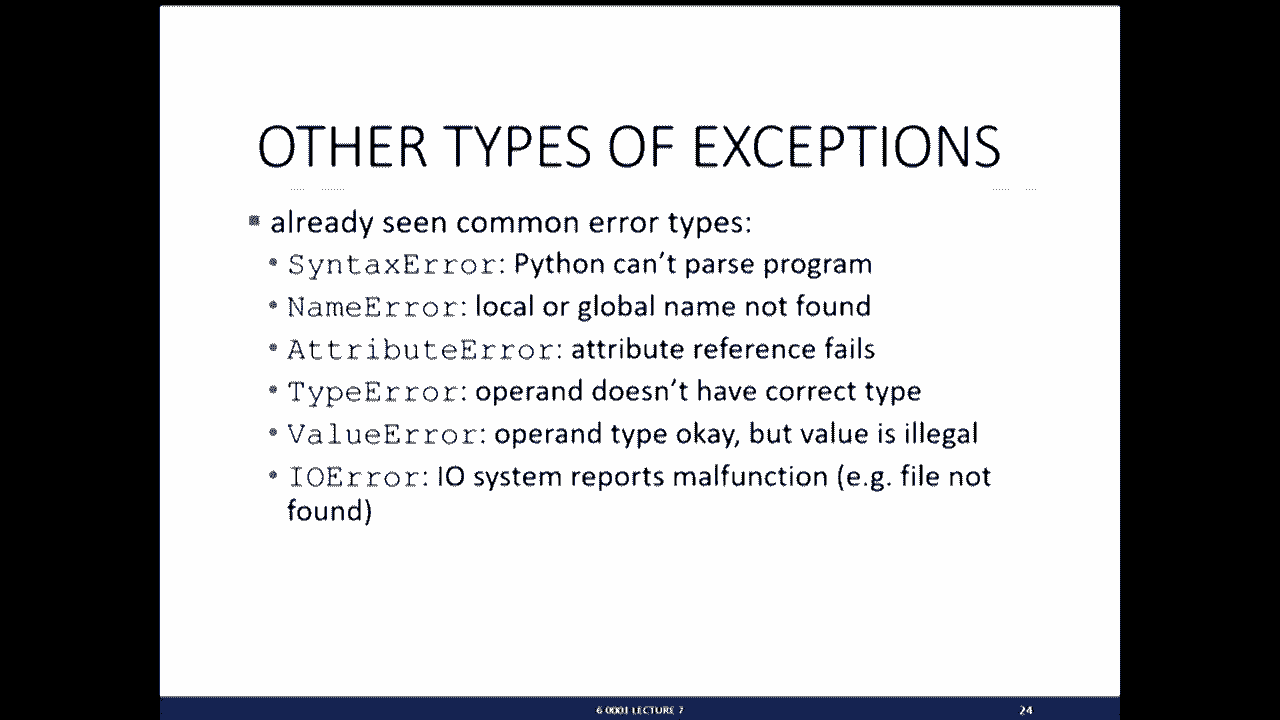 OTHER TYPES OF EXCEPTIONS
▪ already seen common error types:
• SyntaxError: Python can’t parse program
• NameError: local or global name not found
• AttributeError: attribute reference fails
• TypeError: operand doesn’t have correct type
• ValueError: operand type okay, but value is illegal
• IOError: IO system reports malfunction (e.g. file not
found)
6 0001 LECTURE 7
24